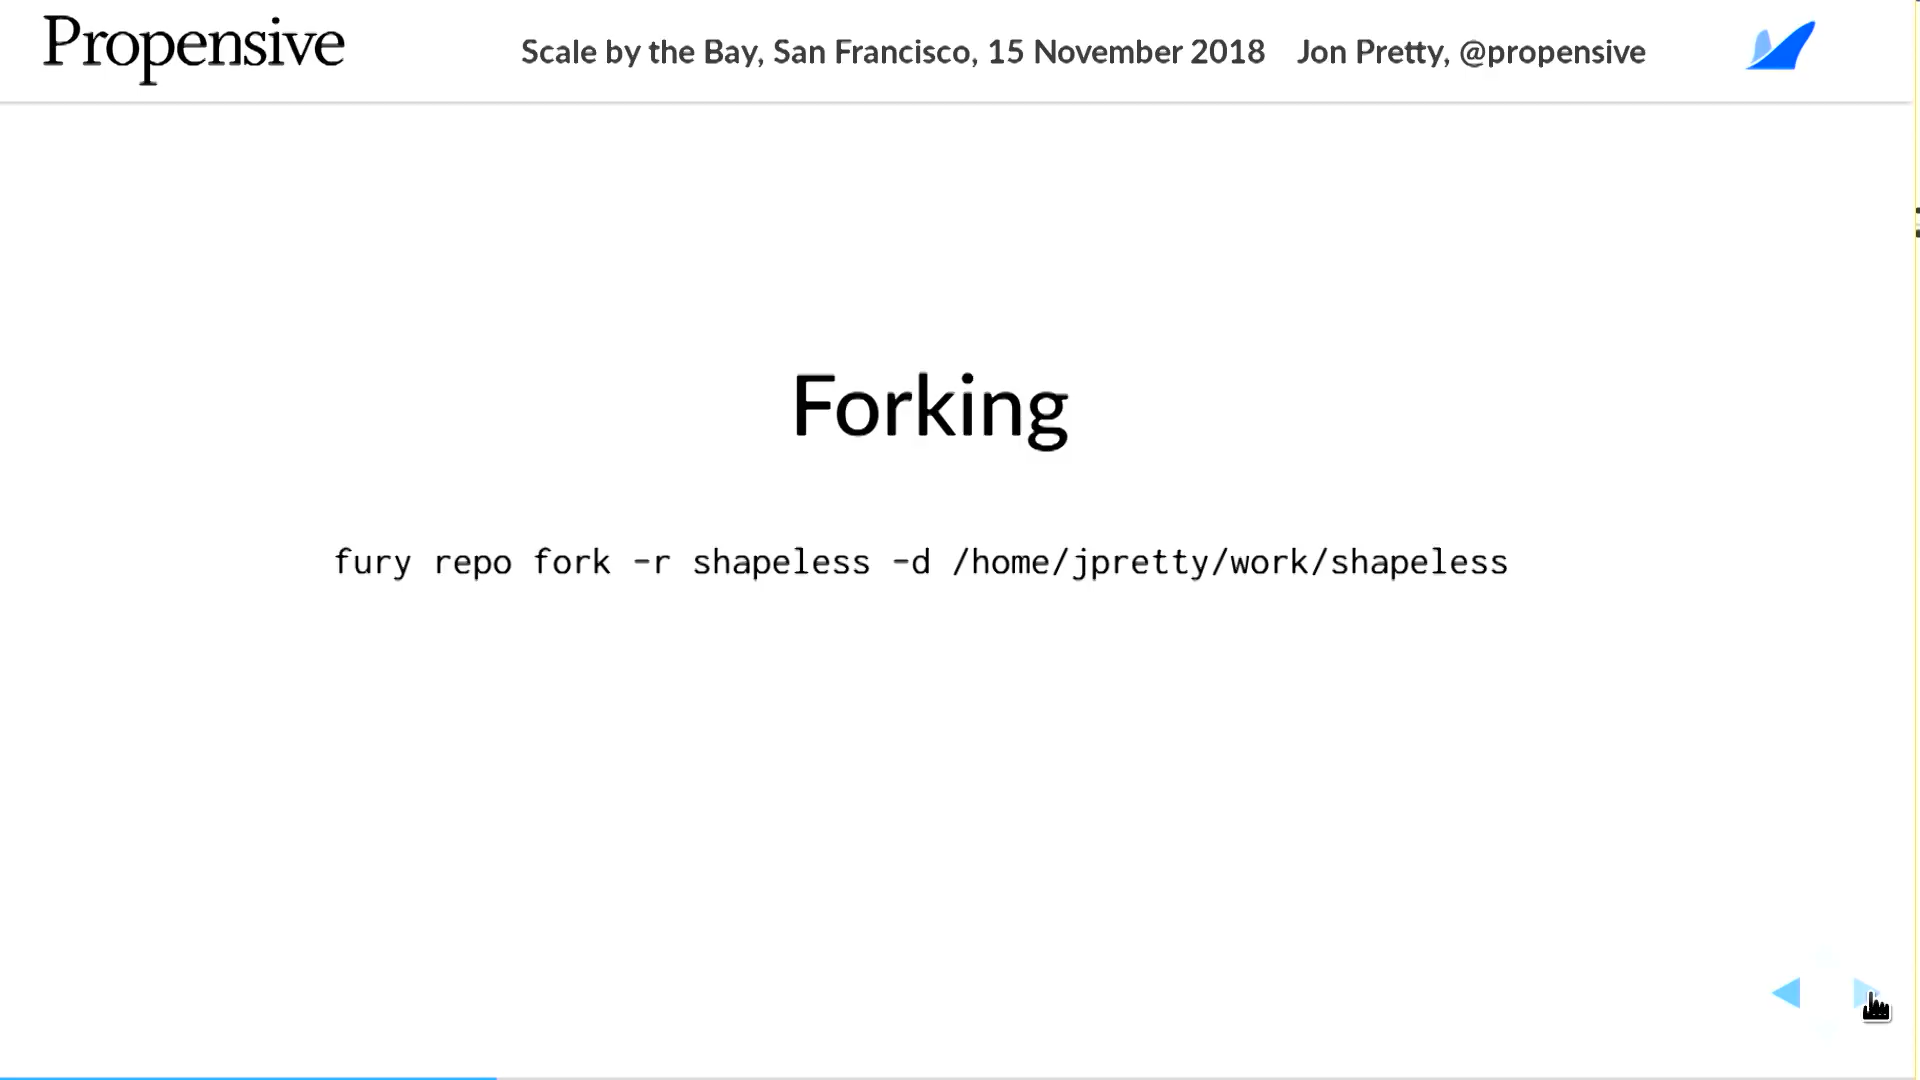 Propensive
Scale by the Bay, San Francisco, 15 November 2018 Jon Pretty, @propensive
Forking
fury repo fork -r shapeless -d /home/jpretty/work/shapeless